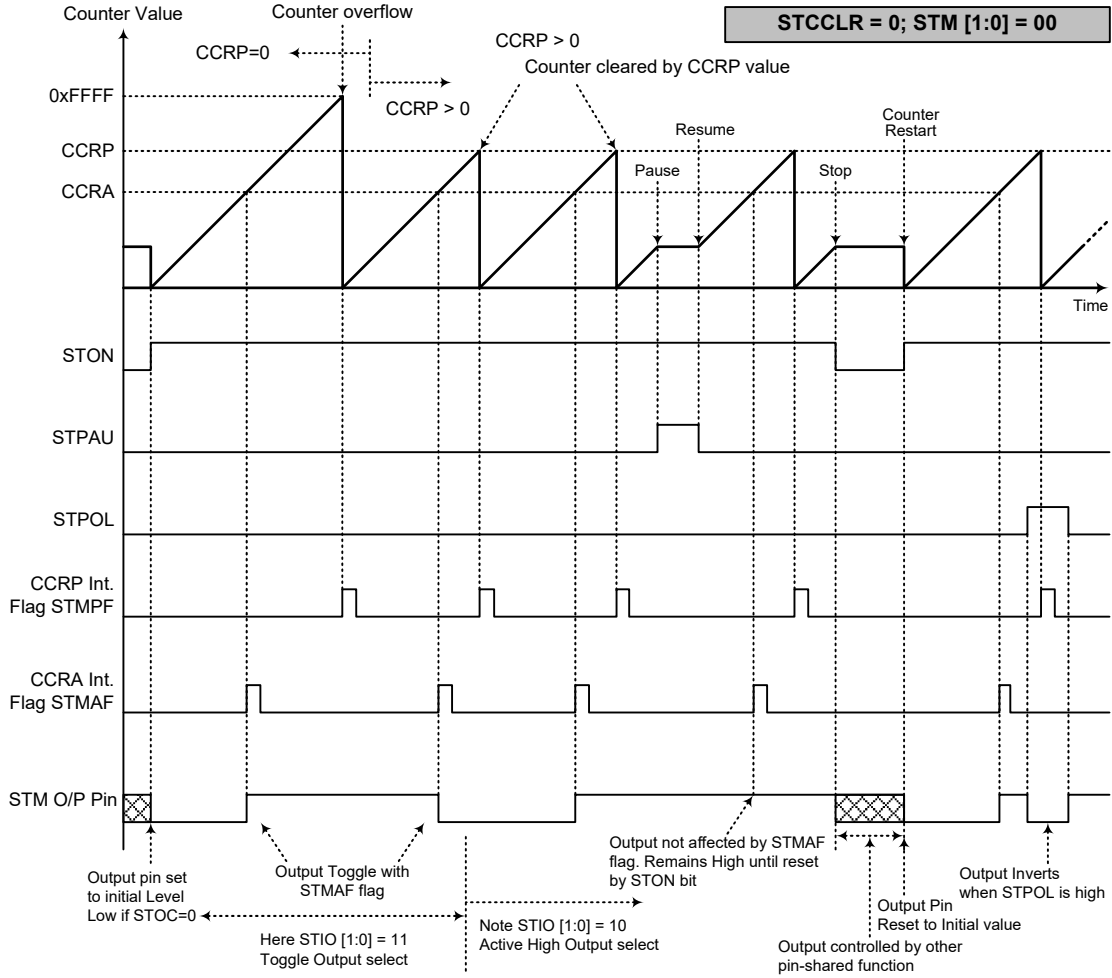 Counter Value
Counter overflow
STCCLR = 0; STM [1:0] = 00
CCRP=0
CCRP > 0
CCRP > 0
Counter cleared by CCRP value
0xFFFF
CCRP
CCRA
Pause
Resume
Stop
Counter
Restart
Time
STON
STPAU
STPOL
CCRP Int.
Flag STMPF
CCRA Int.
Flag STMAF
STM O/P Pin
Output pin set
to initial Level
Low if STOC=0
Output Toggle with
STMAF flag
Here STIO [1:0] = 11
Toggle Output select
Note STIO [1:0] = 10
Active High Output select
Output not affected by STMAF
flag. Remains High until reset
by STON bit
Output controlled by other
pin-shared function
Output Pin
Reset to Initial value
Output Inverts
when STPOL is high